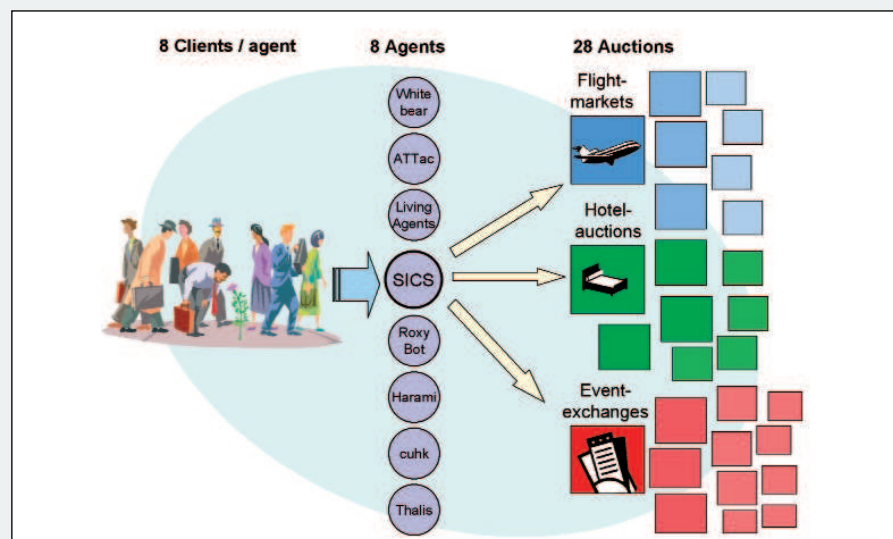 8 Clients / agent
8 Agents
28 Auctions
White
bear
ATTac
Living
Agents
SICS
Roxy
Bot
Harami
cuhk
Thalis
Flight-
markets
Hotel-
auctions
Event-
exchanges